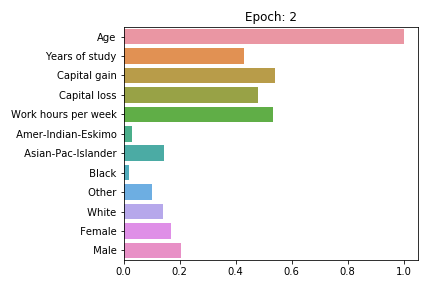 Epoch: 2
Age
Years of study
Capital gain
Capital loss
Work hours per week
Amer-Indian-Eskimo
Asian-Pac-Islander
Black
Other
White
Female
Male
0.0 0.2 0.4 0.6 0.8 1.0